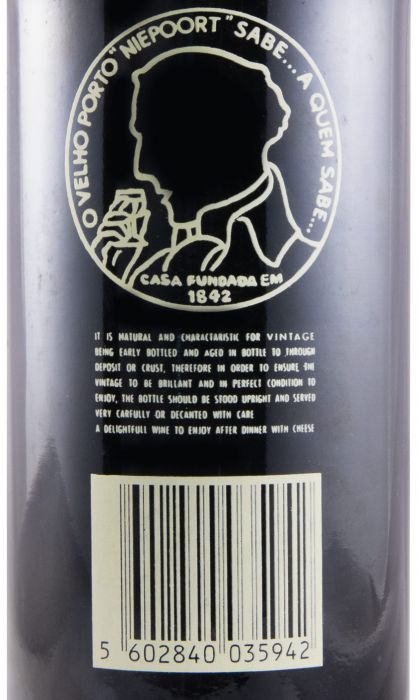 O VELHO PORTO "NIEPOORT" SABE... A QUEM SABE...
CASA FUNDADA EM
1842
IT IS NATURAL AND CHARACTARISTIC FOR VINTAGE
BEING EARLY BOTTLED AND AGED IN BOTTLE TO THROUGH
DEPOSIT OR CRUST, THEREFORE IN ORDER TO ENSURE THE
VINTAGE TO BE BRILLANT AND IN PERFECT CONDITION TO
ENJOY, THE BOTTLE SHOULD BE STOOD UPRIGHT AND SERVED
VERY CARFULLY OR DECANTED WITH CARE
A DELIGHTFULL WINE TO ENJOY AFTER DINNER WITH CHEESE
5 602840 035942